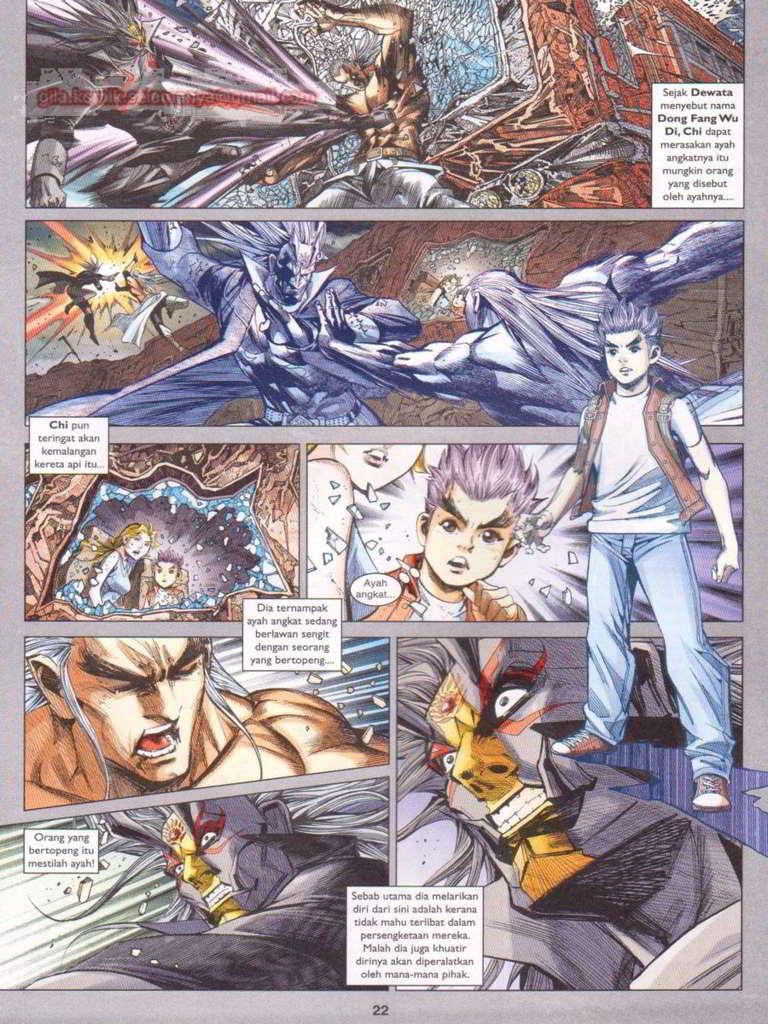 Sejak Dewata
menyebut nama
Dong Fang Wu
Di, Chi dapat
merasakan ayah
angkatnya itu
mungkin orang
yang disebut
oleh ayahnya....
Chi pun
teringat akan
kemalangan
kereta api itu...
Ayah
angkat...
Dia ternampak
ayah angkat sedang
berlawan sengit
dengan seorang
yang bertopeng....
Orang yang
bertopeng itu
mestilah ayah!
Sebab utama dia melarikan
diri dari sini adalah kerana
tidak mahu terlibat dalam
persengketaan mereka.
Malah dia juga khuatir
dirinya akan diperalatkan
oleh mana-mana pihak.
22